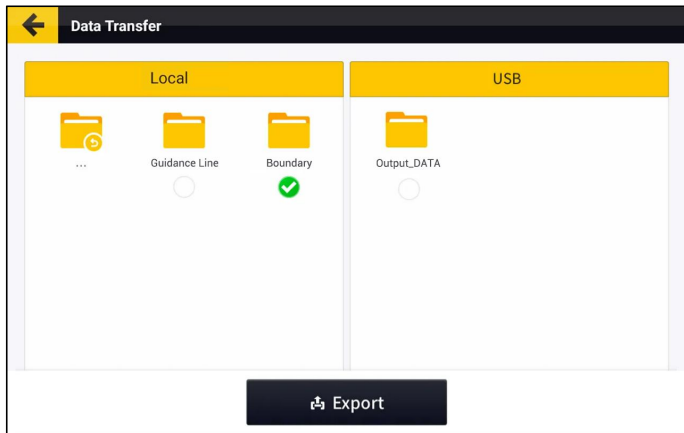 Data Transfer
Local
USB
...
Guidance Line
Boundary
Output_DATA
Export